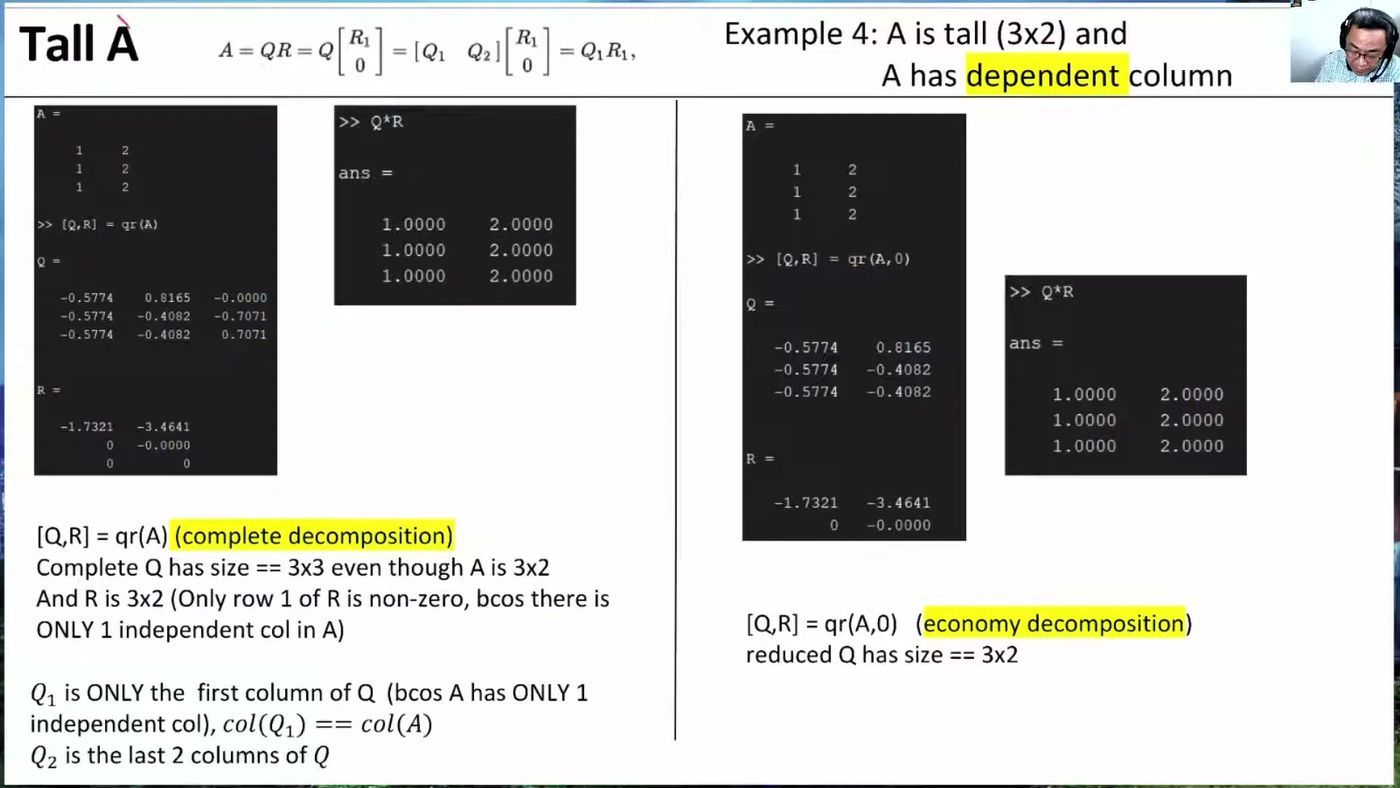 Tall A
A = QR = Q [R₁ 0] = [Q₁ Q₂] [R₁ 0] = Q₁R₁,
Example 4: A is tall (3x2) and
A has dependent column
A =
1 2
1 2
1 2
>> [Q,R] = qr(A)
Q =
-0.5774 0.8165 -0.0000
-0.5774 -0.4082 -0.7071
-0.5774 -0.4082 0.7071
R =
-1.7321 -3.4641
0 -0.0000
0 0
>> Q*R
ans =
1.0000 2.0000
1.0000 2.0000
1.0000 2.0000
[Q,R] = qr(A) (complete decomposition)
Complete Q has size == 3x3 even though A is 3x2
And R is 3x2 (Only row 1 of R is non-zero, bcos there is
ONLY 1 independent col in A)
Q₁ is ONLY the first column of Q (bcos A has ONLY 1
independent col), col(Q₁) == col(A)
Q₂ is the last 2 columns of Q
A =
1 2
1 2
1 2
>> [Q,R] = qr(A,0)
Q =
-0.5774 0.8165
-0.5774 -0.4082
-0.5774 -0.4082
R =
-1.7321 -3.4641
0 -0.0000
>> Q*R
ans =
1.0000 2.0000
1.0000 2.0000
1.0000 2.0000
[Q,R] = qr(A,0) (economy decomposition)
reduced Q has size == 3x2